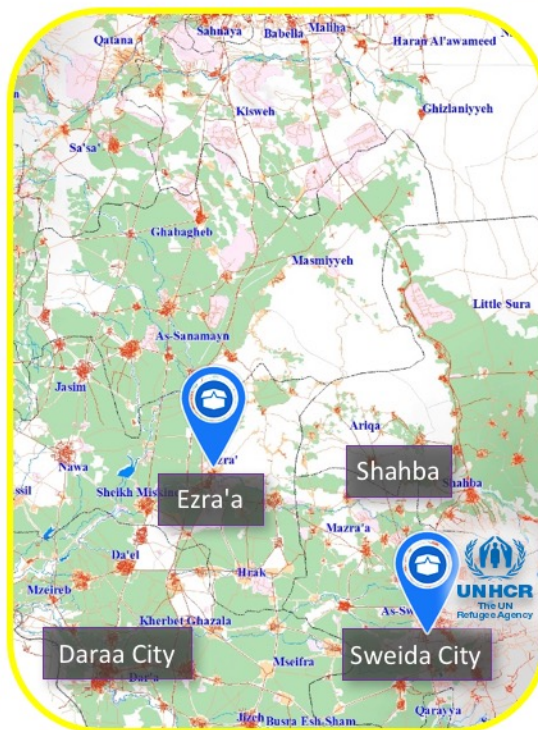 Qatana
Sahnaya
Babella
Maliha
Haran Al'awameed
Kisweh
Ghizlaniyyeh
Sa'sa'
Ghabagheb
Masmiyyeh
Little Sura
As-Sanamayn
Jasim
Ariqa
Nawa
Shahba
Ezra'a
Shahba
Mazra'a
Da'el
Hrak
UNHCR
The UN
Refugee Agency
Mzeireb
Kherbet Ghazala
Daraa City
Mseifra
Sweida City
Jizeh
Busra Esh-Sham
Qarayya